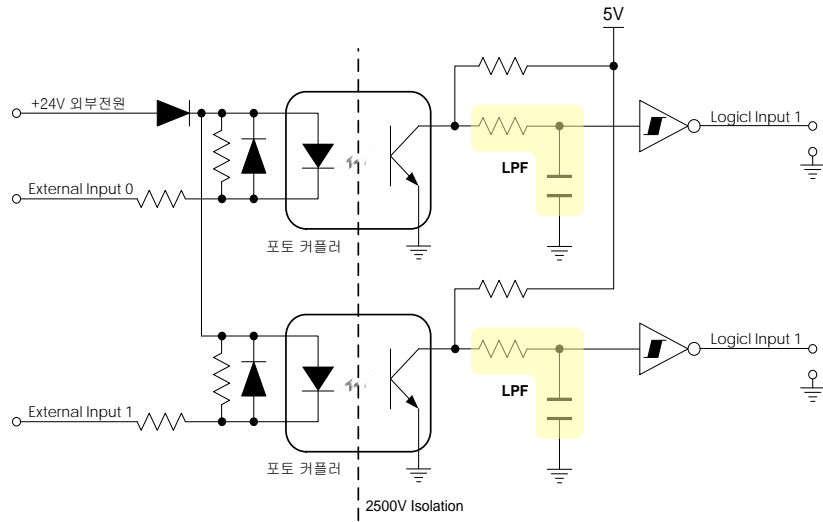 5V
+24V 외부전원
Logicl Input 1
LPF
External Input 0
포토 커플러
Logicl Input 1
LPF
External Input 1
포토 커플러
2500V Isolation